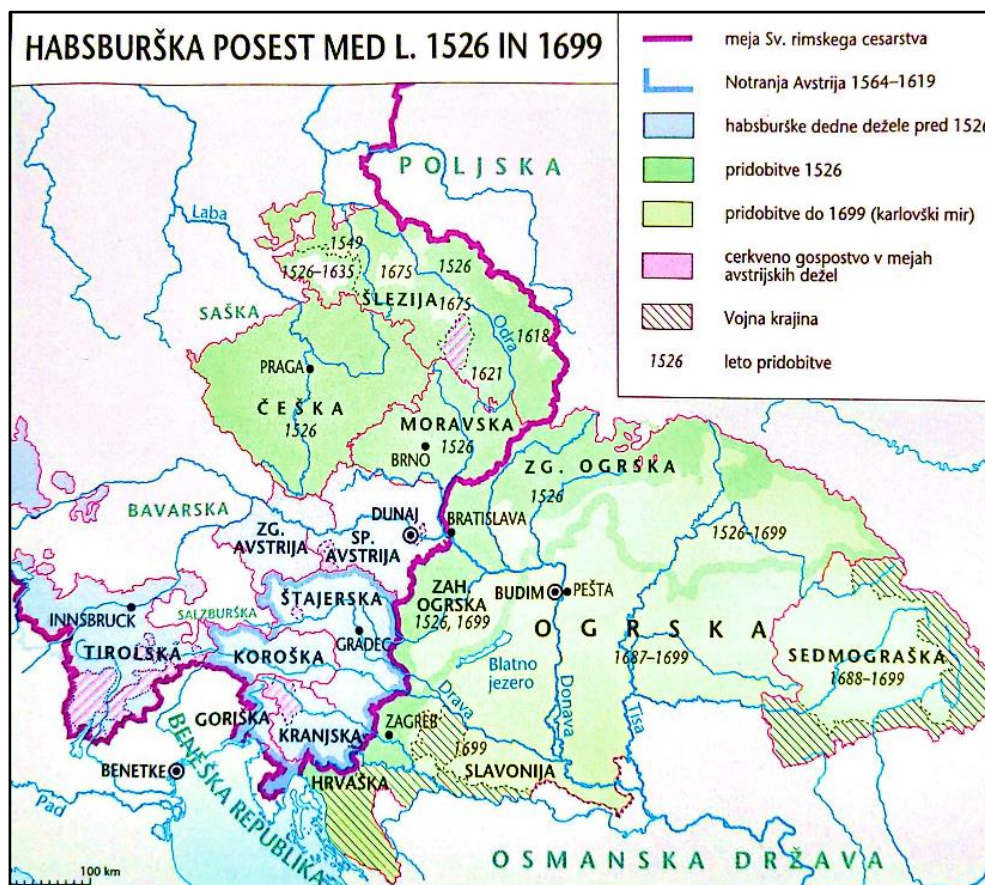 HABSBURŠKA POSEST MED L. 1526 IN 1699
meja Sv. rimskega cesarstva
Notranja Avstrija 1564–1619
habsburške dedne dežele pred 1526
pridobitve 1526
pridobitve do 1699 (karlovški mir)
cerkveno gospostvo v mejah
avstrijskih dežel
Vojna krajina
1526 leto pridobitve
POLJSKA
Laba
1549
1526–1635
1675
1526
ŠLEZIJA
1675
SAŠKA
Odra
1618
PRAGA
1621
ČEŠKA
1526
MORAVSKA
1526
BRNO
ZG. OGRSKA
1526
BAVARSKA
DUNAJ
BRATISLAVA
ZG.
AVSTRIJA
SP.
AVSTRIJA
1526–1699
ZAH.
OGRSKA
1526, 1699
BUDIM
PEŠTA
ŠTAJERSKA
INNSBRUCK
SALZBURŠKA
GRADEC
OGRSKA
1687–1699
TIROLSKA
KOROŠKA
SEDMOGRAŠKA
1688–1699
Blatno
jezero
Drava
Donava
Tisa
GORIŠKA
KRANJSKA
ZAGREB
1699
SLAVONIJA
BENETKE
HRVAŠKA
BENEŠKA REPUBLIKA
Pad
OSMANSKA DRŽAVA
100 km